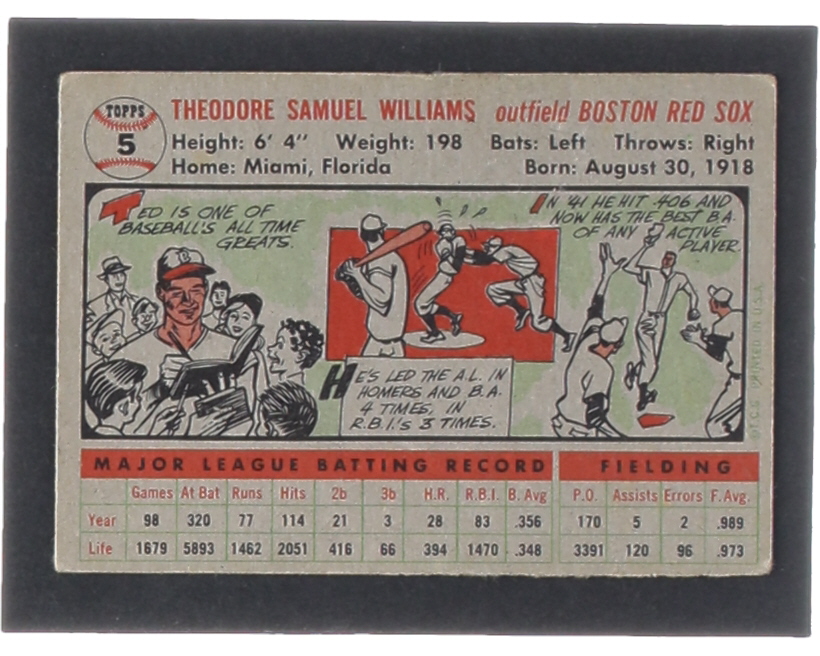 TOPPS
5
THEODORE SAMUEL WILLIAMS outfield BOSTON RED SOX
Height: 6' 4" Weight: 198 Bats: Left Throws: Right
Home: Miami, Florida Born: August 30, 1918
TED IS ONE OF
BASEBALL'S ALL TIME
GREATS.
B
HE'S LED THE A.L. IN
HOMERS AND B.A.
4 TIMES, IN
R.B.I.'S 3 TIMES.
IN '41 HE HIT .406 AND
NOW HAS THE BEST B.A.
OF ANY ACTIVE
PLAYER.
©T.C.G. PRINTED IN U.S.A.
MAJOR LEAGUE BATTING RECORD FIELDING
Games At Bat Runs Hits 2b 3b H.R. R.B.I. B. Avg P.O. Assists Errors F. Avg.
Year 98 320 77 114 21 3 28 83 .356 170 5 2 .989
Life 1679 5893 1462 2051 416 66 394 1470 .348 3391 120 96 .973